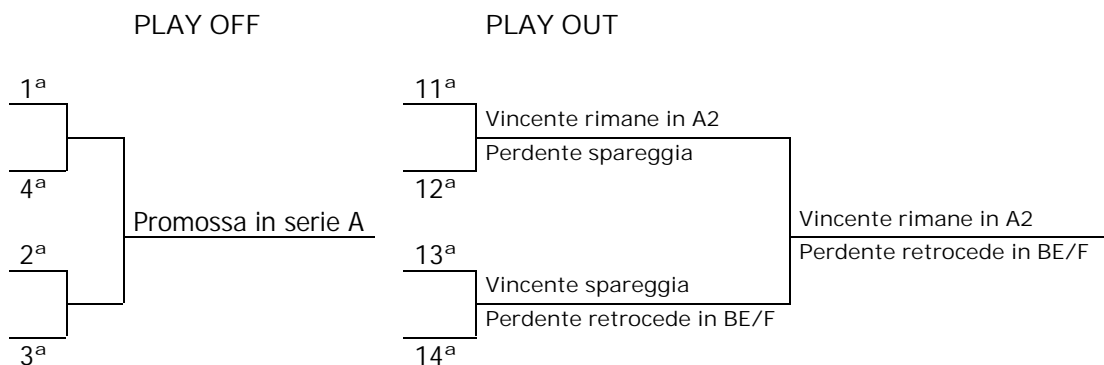 PLAY OFF
1ª
4ª
Promossa in serie A
2ª
3ª
PLAY OUT
11ª
Vincente rimane in A2
Perdente spareggia
12ª
13ª
Vincente spareggia
Perdente retrocede in BE/F
14ª
Vincente rimane in A2
Perdente retrocede in BE/F